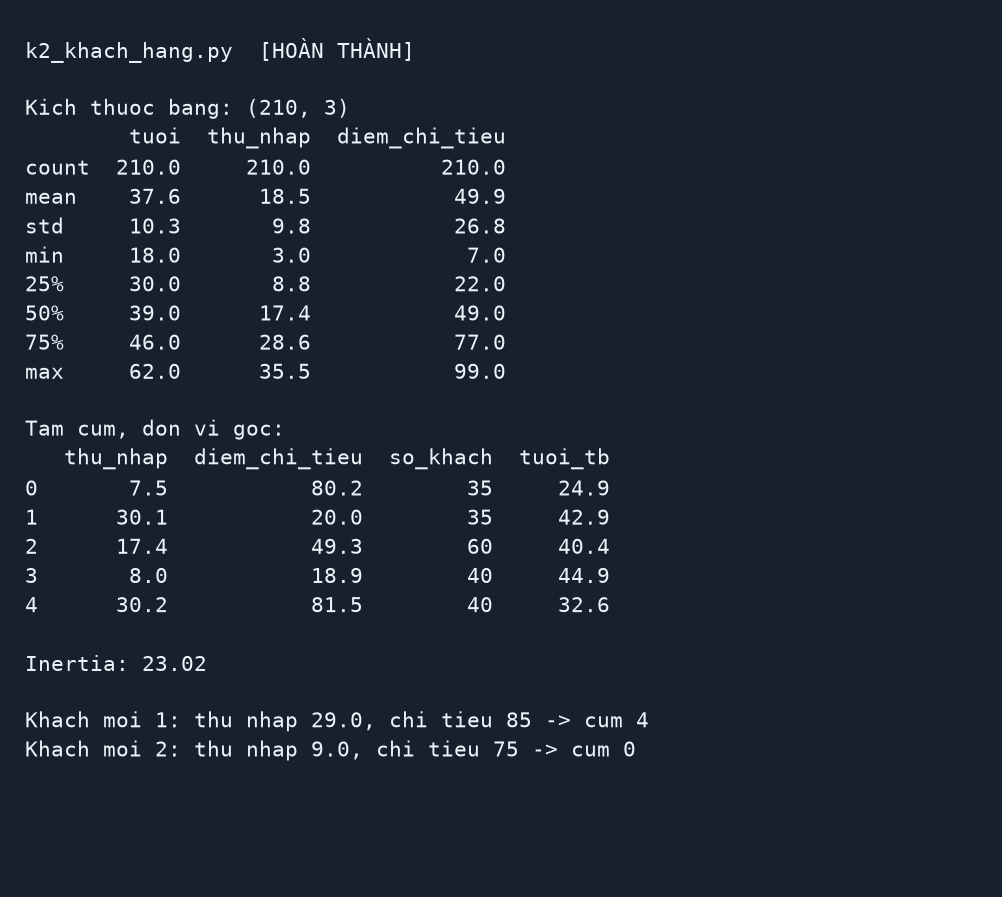 k2_khach_hang.py  [HOÀN THÀNH]
Kich thuoc bang: (210, 3)
        tuoi  thu_nhap  diem_chi_tieu
count  210.0     210.0          210.0
mean    37.6      18.5           49.9
std     10.3       9.8           26.8
min     18.0       3.0            7.0
25%     30.0       8.8           22.0
50%     39.0      17.4           49.0
75%     46.0      28.6           77.0
max     62.0      35.5           99.0
Tam cum, don vi goc:
   thu_nhap  diem_chi_tieu  so_khach  tuoi_tb
0       7.5           80.2        35     24.9
1      30.1           20.0        35     42.9
2      17.4           49.3        60     40.4
3       8.0           18.9        40     44.9
4      30.2           81.5        40     32.6
Inertia: 23.02
Khach moi 1: thu nhap 29.0, chi tieu 85 -> cum 4
Khach moi 2: thu nhap 9.0, chi tieu 75 -> cum 0